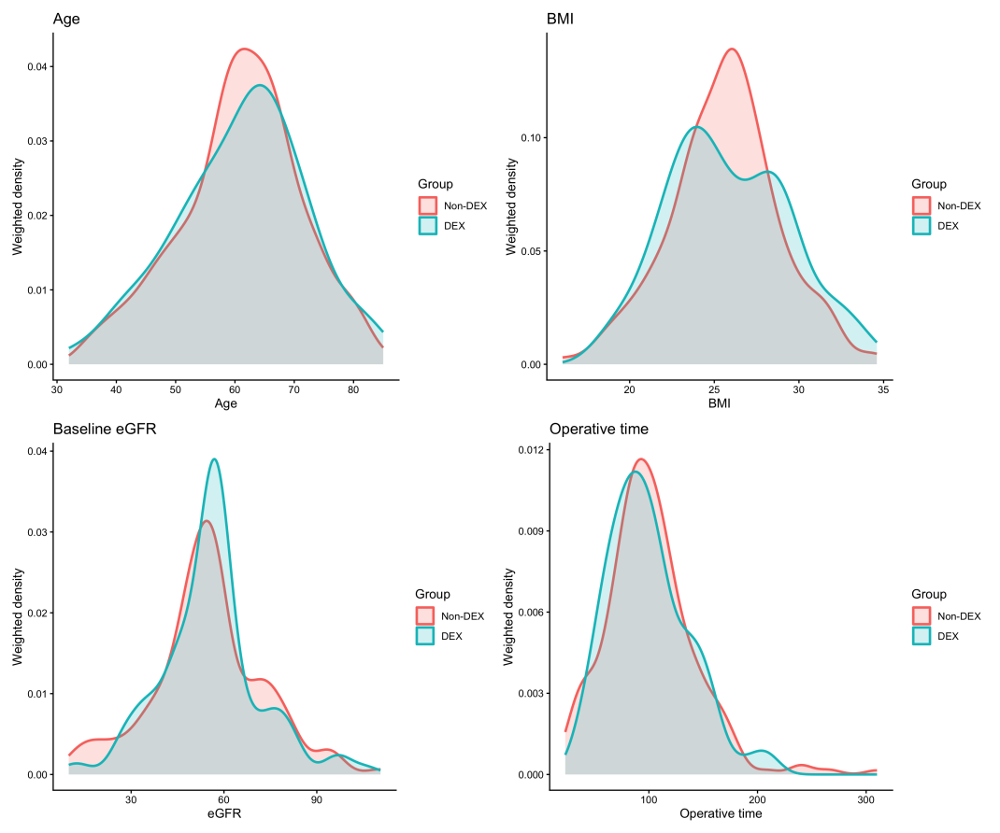 Age
Weighted density
0.04
0.03
0.02
0.01
0.00
30 40 50 60 70 80
Age
Group
Non-DEX
DEX
BMI
Weighted density
0.10
0.05
0.00
20 25 30 35
BMI
Group
Non-DEX
DEX
Baseline eGFR
Weighted density
0.04
0.03
0.02
0.01
0.00
30 60 90
eGFR
Group
Non-DEX
DEX
Operative time
Weighted density
0.012
0.009
0.006
0.003
0.000
100 200 300
Operative time
Group
Non-DEX
DEX